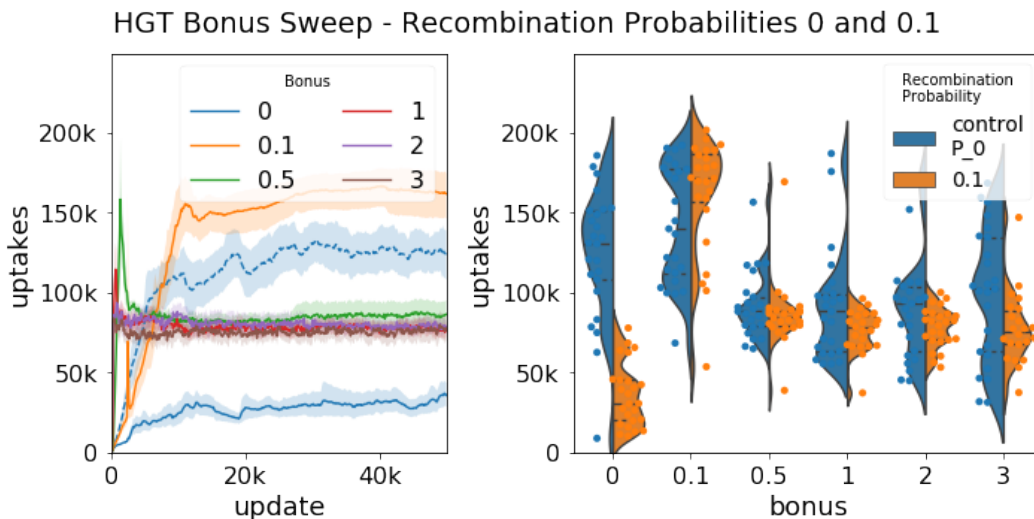 HGT Bonus Sweep - Recombination Probabilities 0 and 0.1
uptakes
200k
150k
100k
50k
0
Bonus
0
0.1
0.5
1
2
3
0
20k
40k
update
uptakes
200k
150k
100k
50k
0
Recombination
Probability
control
P_0
0.1
0
0.1
0.5
1
2
3
bonus